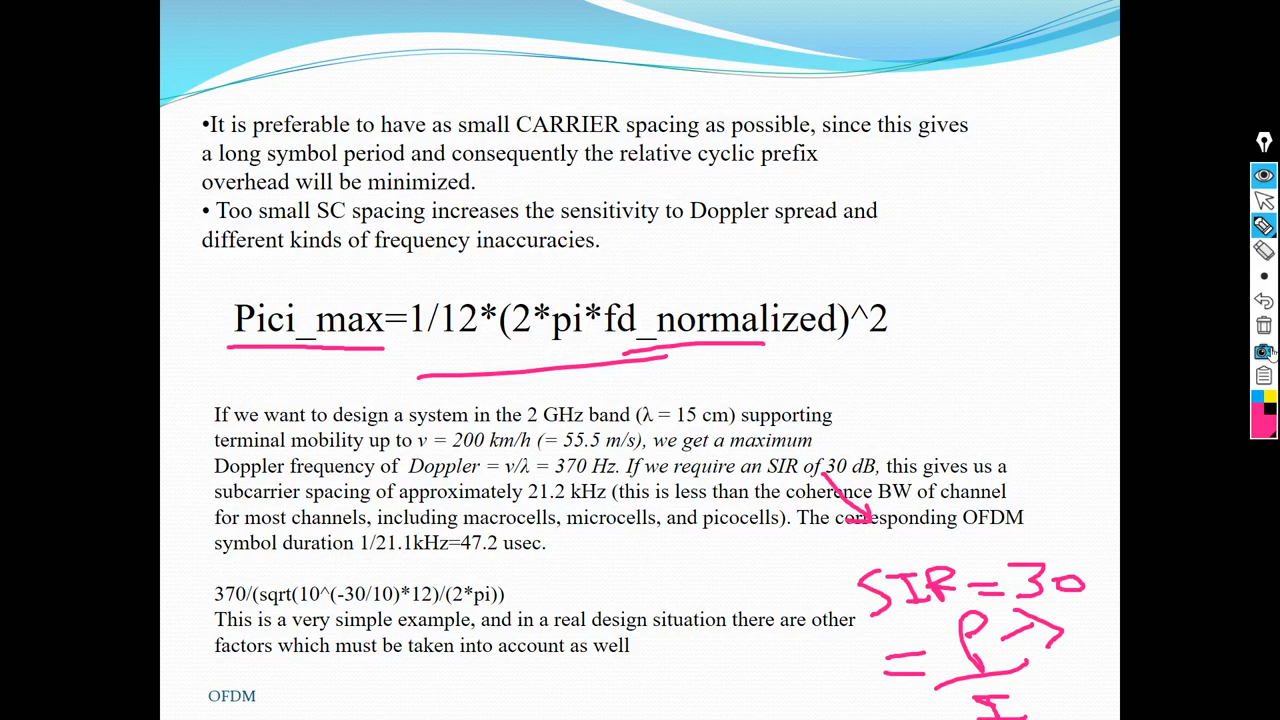 •It is preferable to have as small CARRIER spacing as possible, since this gives
a long symbol period and consequently the relative cyclic prefix
overhead will be minimized.
• Too small SC spacing increases the sensitivity to Doppler spread and
different kinds of frequency inaccuracies.
Pici_max=1/12*(2*pi*fd_normalized)^2
If we want to design a system in the 2 GHz band (λ = 15 cm) supporting
terminal mobility up to v = 200 km/h (= 55.5 m/s), we get a maximum
Doppler frequency of Doppler = v/λ = 370 Hz. If we require an SIR of 30 dB, this gives us a
subcarrier spacing of approximately 21.2 kHz (this is less than the coherence BW of channel
for most channels, including macrocells, microcells, and picocells). The corresponding OFDM
symbol duration 1/21.1kHz=47.2 usec.
370/(sqrt(10^(-30/10)*12)/(2*pi))
This is a very simple example, and in a real design situation there are other
factors which must be taken into account as well
SIR = 30
= P
I
OFDM